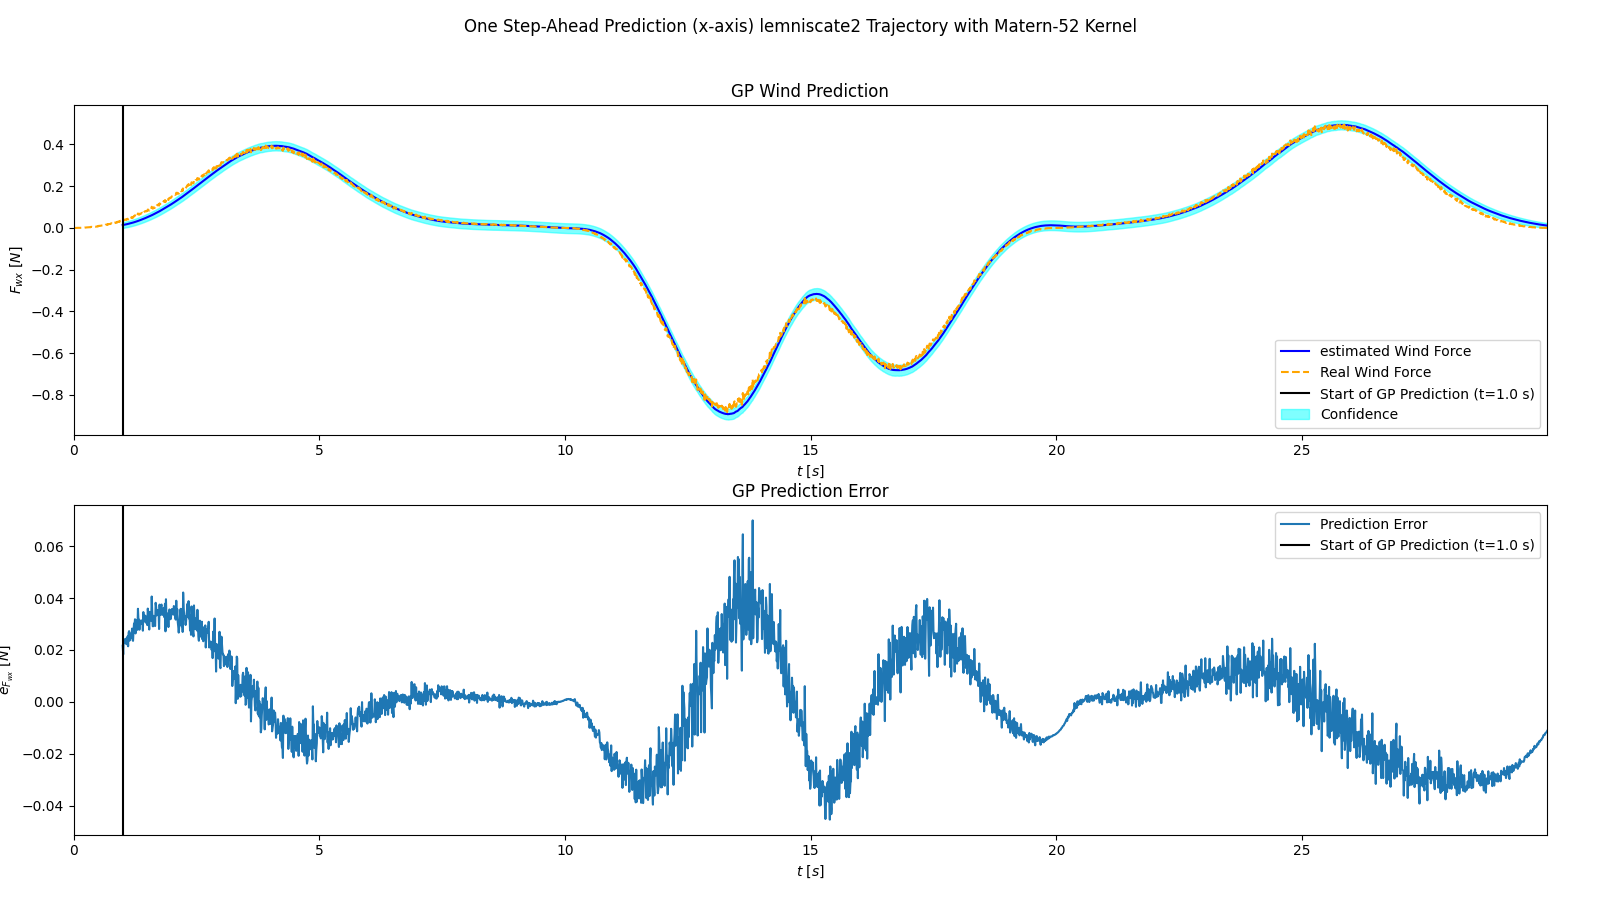 One Step-Ahead Prediction (x-axis) lemniscate2 Trajectory with Matern-52 Kernel
GP Wind Prediction
F_wx [N]
0.4
0.2
0.0
−0.2
−0.4
−0.6
−0.8
estimated Wind Force
Real Wind Force
Start of GP Prediction (t=1.0 s)
Confidence
0 5 10 15 20 25
t [s]
GP Prediction Error
e_F_wx [N]
0.06
0.04
0.02
0.00
−0.02
−0.04
Prediction Error
Start of GP Prediction (t=1.0 s)
0 5 10 15 20 25
t [s]